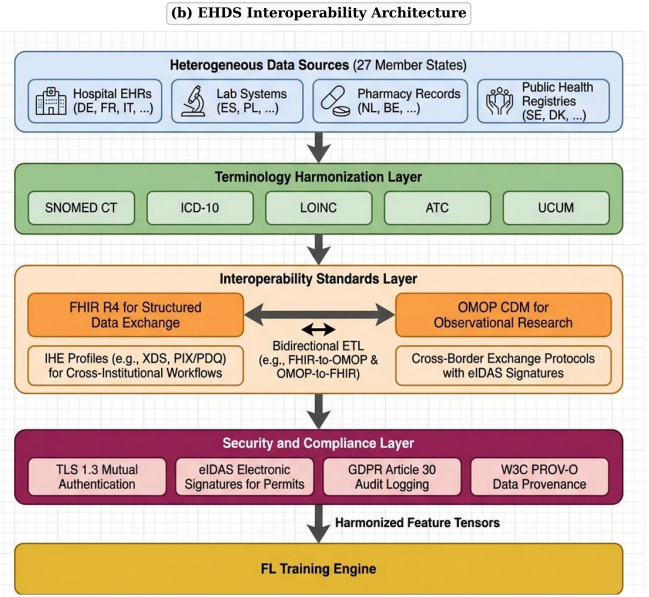 (b) EHDS Interoperability Architecture
Heterogeneous Data Sources (27 Member States)
Hospital EHRs
(DE, FR, IT, ...)
Lab Systems
(ES, PL, ...)
Pharmacy Records
(NL, BE, ...)
Public Health
Registries
(SE, DK, ...)
Terminology Harmonization Layer
SNOMED CT
ICD-10
LOINC
ATC
UCUM
Interoperability Standards Layer
FHIR R4 for Structured
Data Exchange
OMOP CDM for
Observational Research
Bidirectional ETL
(e.g., FHIR-to-OMOP &
OMOP-to-FHIR)
IHE Profiles (e.g., XDS, PIX/PDQ)
for Cross-Institutional Workflows
Cross-Border Exchange Protocols
with eIDAS Signatures
Security and Compliance Layer
TLS 1.3 Mutual
Authentication
eIDAS Electronic
Signatures for Permits
GDPR Article 30
Audit Logging
W3C PROV-O
Data Provenance
Harmonized Feature Tensors
FL Training Engine